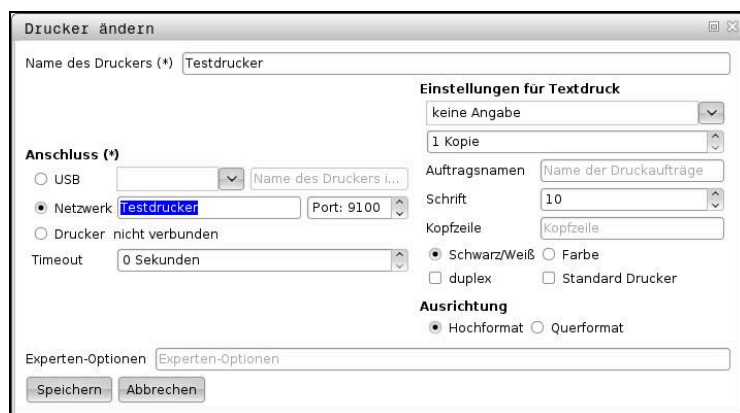 Drucker ändern
Name des Druckers (*) Testdrucker
Einstellungen für Textdruck
keine Angabe
1 Kopie
Anschluss (*)
USB Name des Druckers i...
Auftragsnamen Name der Druckaufträge
Netzwerk Testdrucker Port: 9100
Schrift 10
Drucker nicht verbunden
Kopfzeile Kopfzeile
Timeout 0 Sekunden
Schwarz/Weiß Farbe
duplex Standard Drucker
Ausrichtung
Hochformat Querformat
Experten-Optionen Experten-Optionen
Speichern Abbrechen